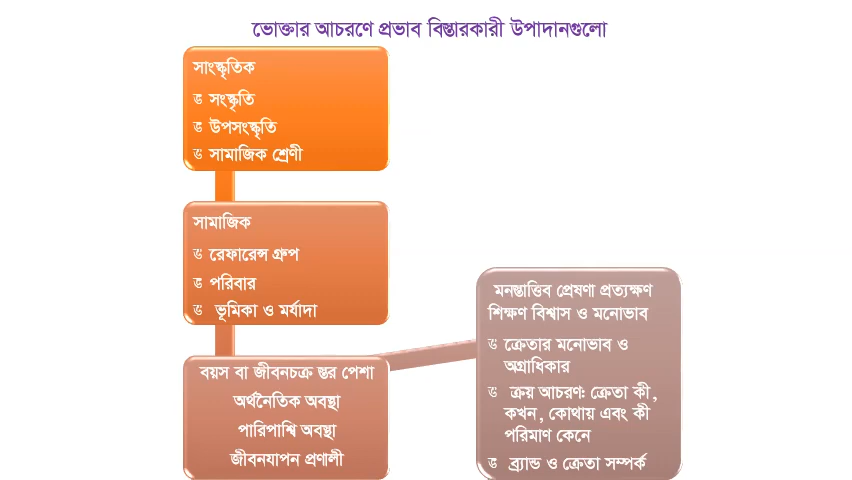 ভোক্তার আচরণে প্রভাব বিস্তারকারী উপাদানগুলো
সাংস্কৃতিক
সংস্কৃতি
উপসংস্কৃতি
সামাজিক শ্রেণী
সামাজিক
রেফারেন্স গ্রুপ
পরিবার
ভূমিকা ও মর্যাদা
বয়স বা জীবনচক্র স্তর পেশা
অর্থনৈতিক অবস্থা
পারিপাশ্বি অবস্থা
জীবনযাপন প্রণালী
মনস্তাত্তিব প্রেষণা প্রত্যক্ষণ
শিক্ষণ বিশ্বাস ও মনোভাব
ক্রেতার মনোভাব ও
অগ্রাধিকার
ক্রয় আচরণ: ক্রেতা কী,
কখন, কোথায় এবং কী
পরিমাণ কেনে
ব্র্যান্ড ও ক্রেতা সম্পর্ক